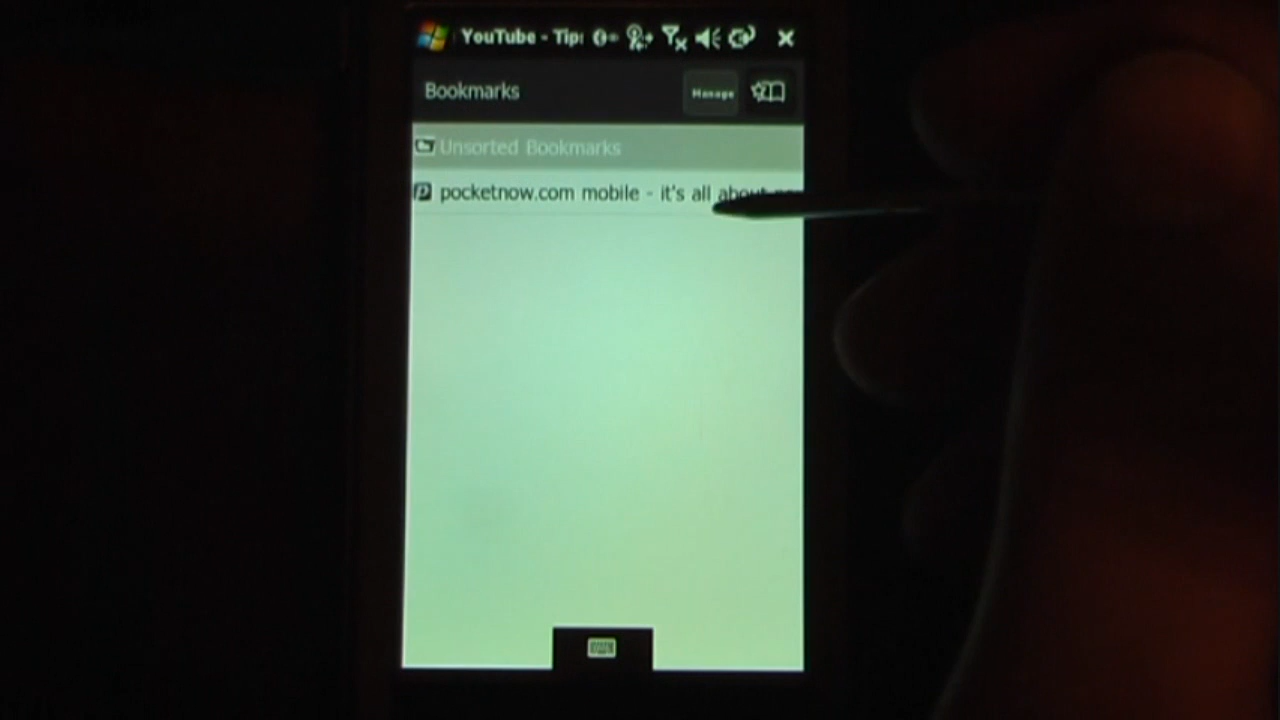 YouTube - Tip
Bookmarks
Manage
Unsorted Bookmarks
pocketnow.com mobile - it's all about